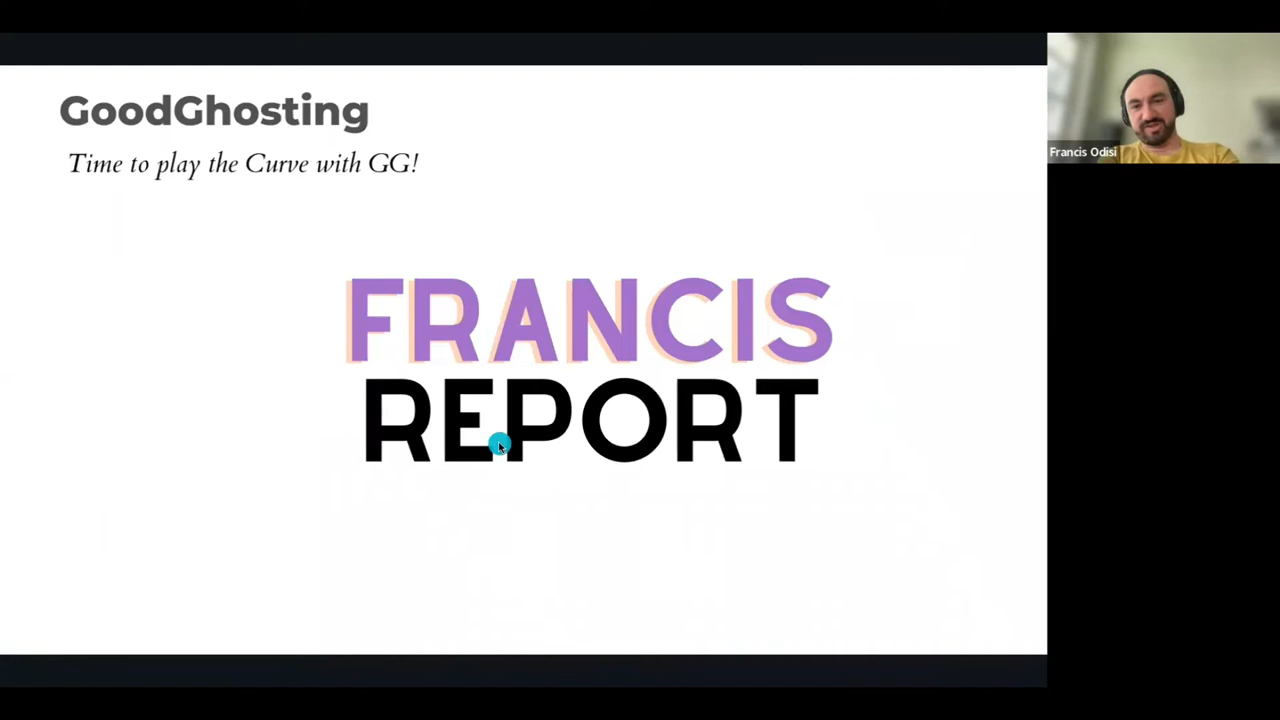 GoodGhosting
Time to play the Curve with GG!
FRANCIS
REPORT
Francis Odisi